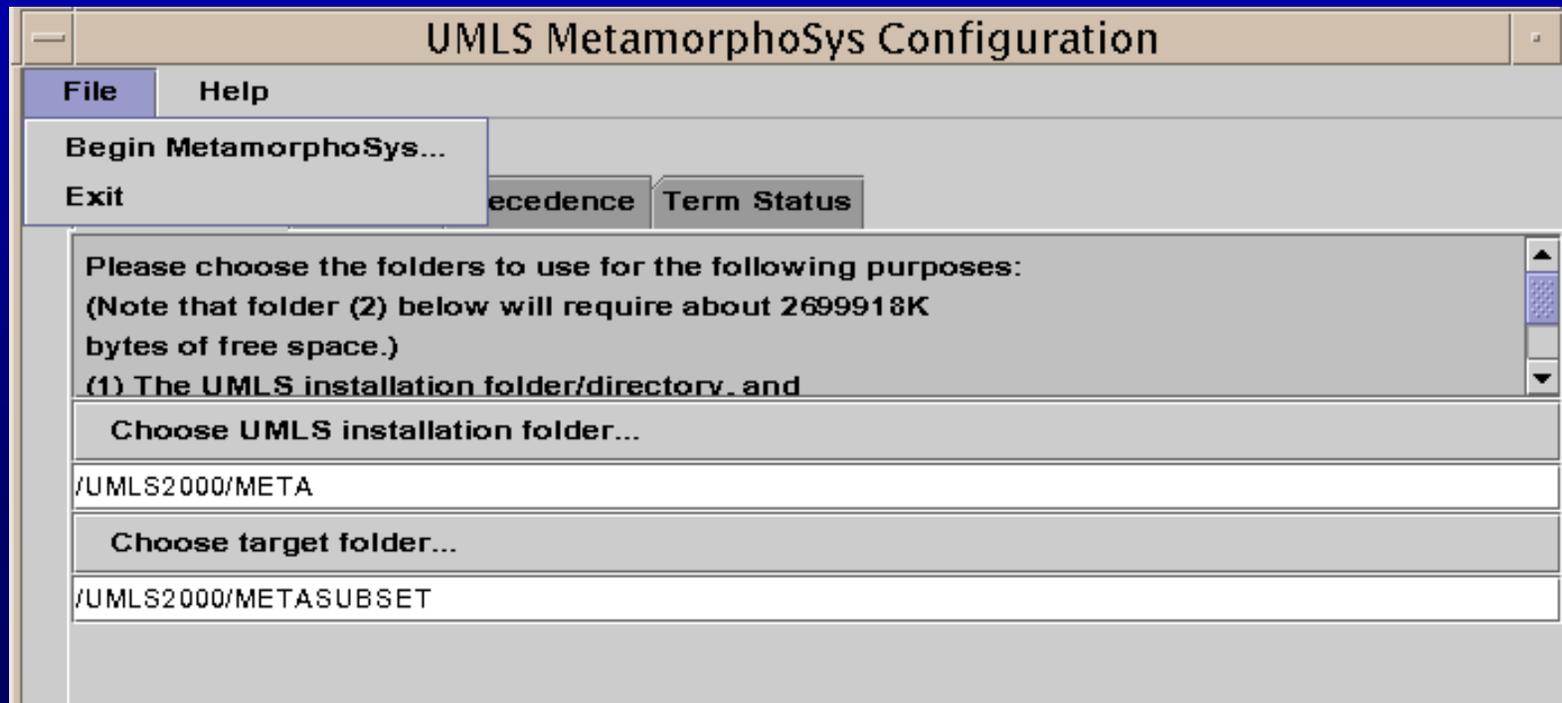 UMLS MetamorphoSys Configuration
File Help
Begin MetamorphoSys...
Exit
ecedence Term Status
Please choose the folders to use for the following purposes:
(Note that folder (2) below will require about 2699918K
bytes of free space.)
(1) The UMLS installation folder/directory, and
Choose UMLS installation folder...
/UMLS2000/META
Choose target folder...
/UMLS2000/METASUBSET